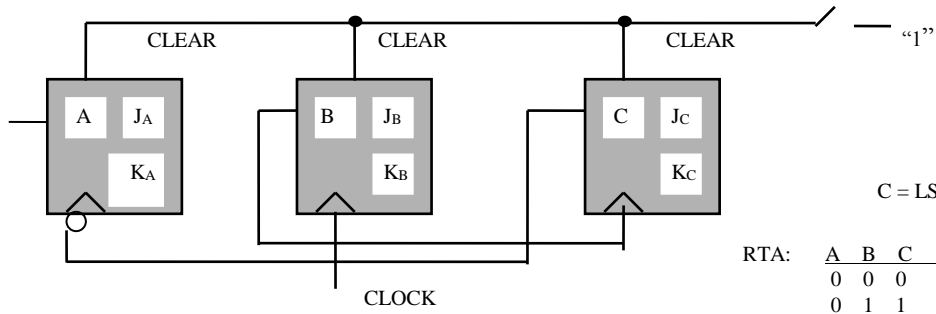 CLEAR CLEAR CLEAR “1”
A JA B JB C JC
KA KB KC
C = LS
RTA: A B C
0 0 0
CLOCK
0 1 1